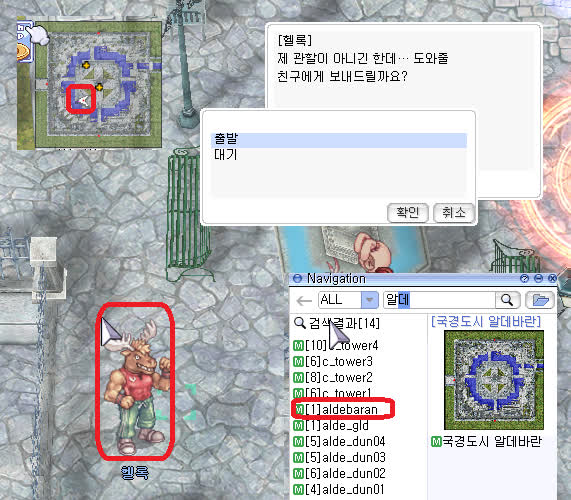 [헬록]
제 관할이 아니긴 한데… 도와줄
친구에게 보내드릴까요?
출발
대기
확인 취소
Navigation
ALL 알데
검색결과[14]
[국경도시 알데바란]
M[10]c_tower4
M[6]c_tower3
M[8]c_tower2
M[6]c_tower1
M[1]aldebaran
M[1]alde_gld
M[5]alde_dun04
M[5]alde_dun03
M[6]alde_dun02
M[4]alde_dun01
M국경도시 알데바란
헬록